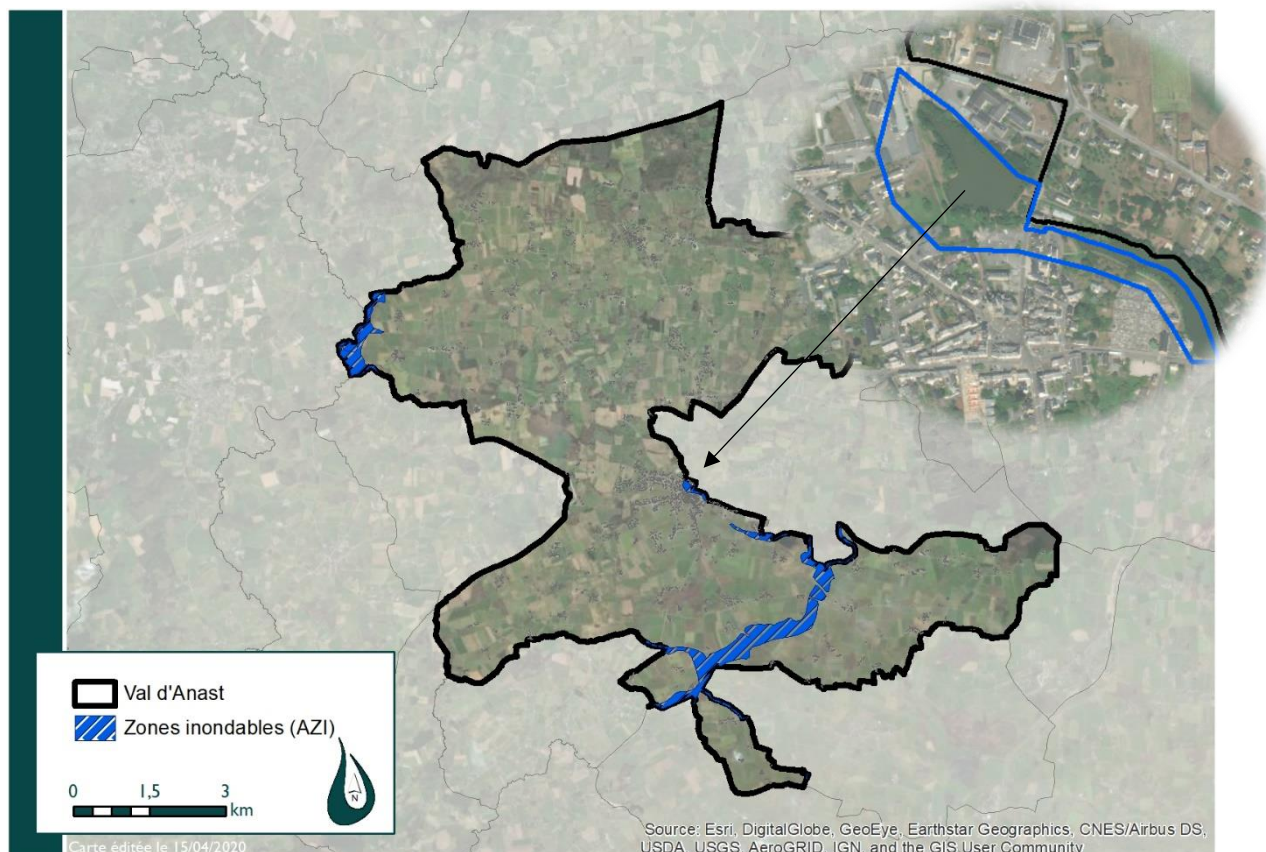 Val d'Anast
Zones inondables (AZI)
0 1,5 3
km
N
Carte éditée le 15/04/2020
Source: Esri, DigitalGlobe, GeoEye, Earthstar Geographics, CNES/Airbus DS,
USDA, USGS, AeroGRID, IGN, and the GIS User Community